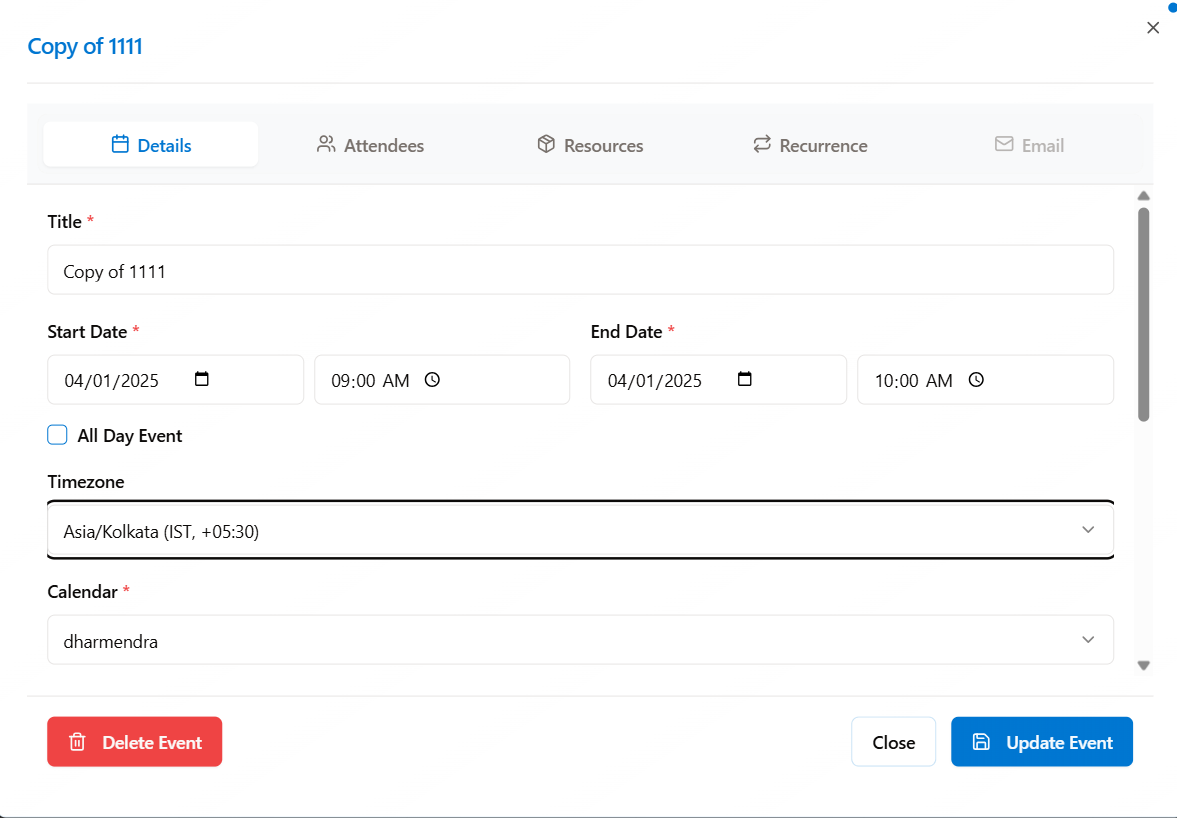 Copy of 1111
Details Attendees Resources Recurrence Email
Title *
Copy of 1111
Start Date * End Date *
04/01/2025 09:00 AM 04/01/2025 10:00 AM
All Day Event
Timezone
Asia/Kolkata (IST, +05:30)
Calendar *
dharmendra
Delete Event Close Update Event